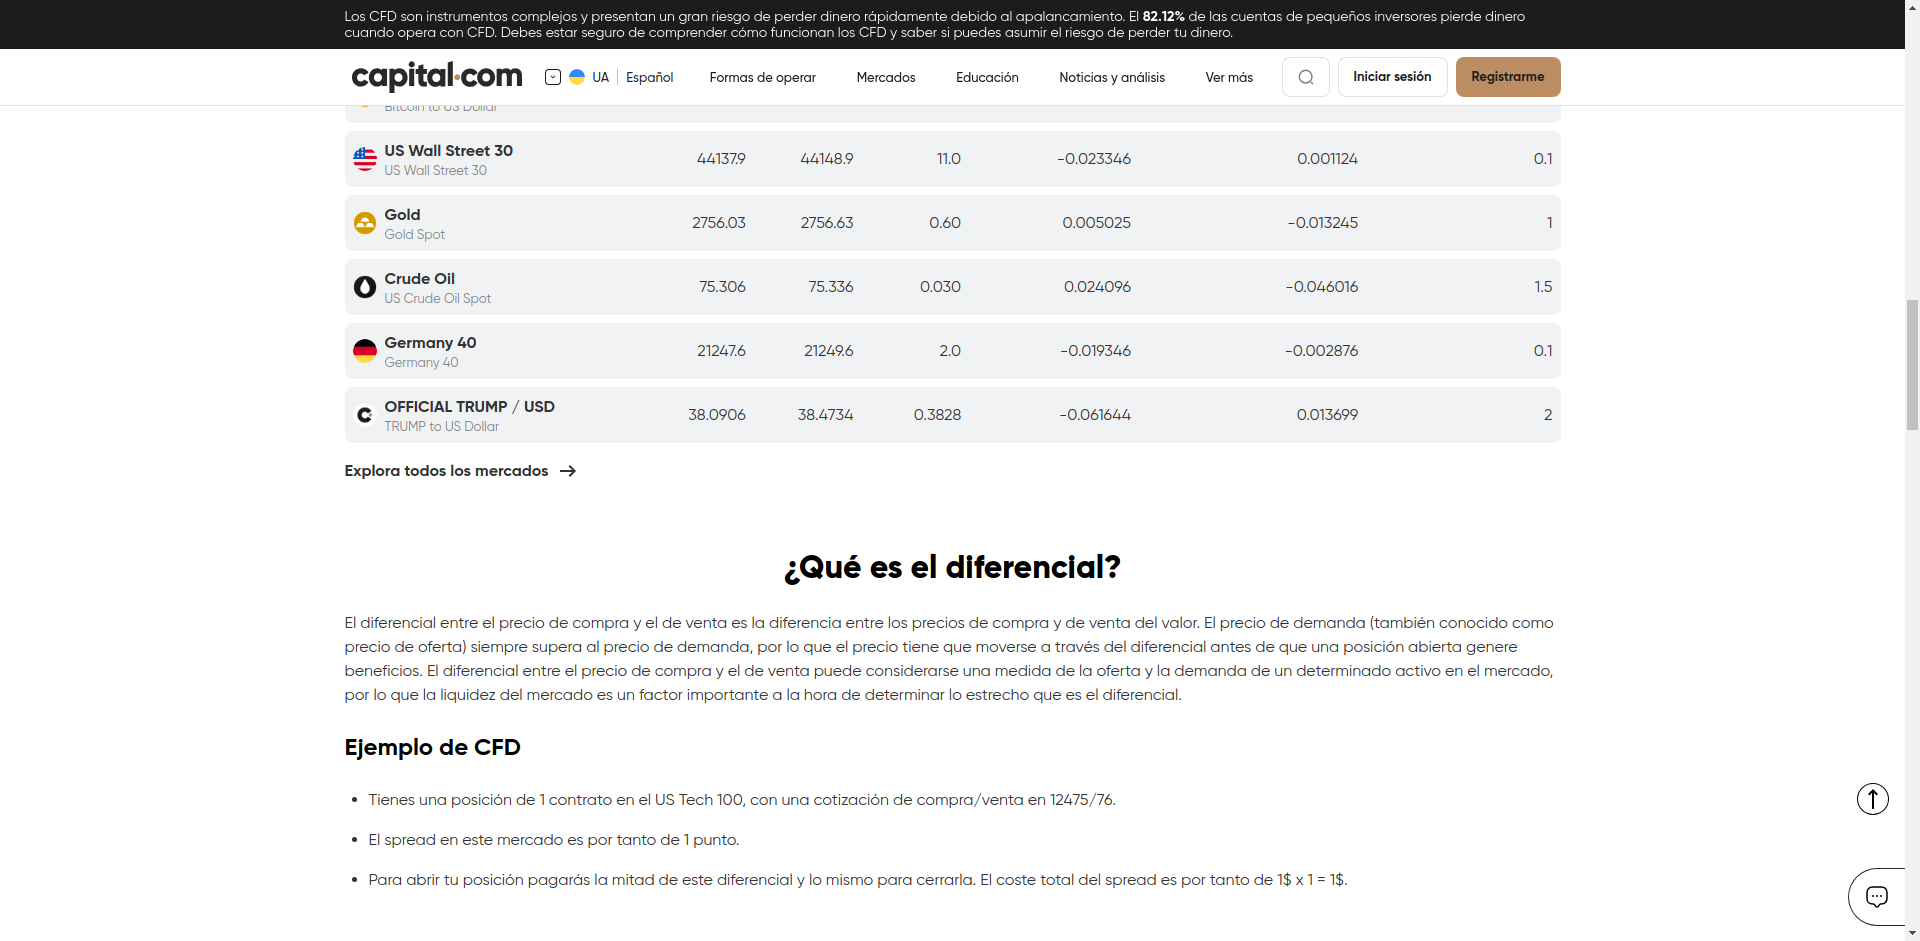 Los CFD son instrumentos complejos y presentan un gran riesgo de perder dinero rápidamente debido al apalancamiento. El 82.12% de las cuentas de pequeños inversores pierde dinero
cuando opera con CFD. Debes estar seguro de comprender cómo funcionan los CFD y saber si puedes asumir el riesgo de perder tu dinero.
capital.com UA Español Formas de operar Mercados Educación Noticias y análisis Ver más Iniciar sesión Registrarme
Bitcoin to US Dollar
US Wall Street 30
US Wall Street 30
44137.9 44148.9 11.0 -0.023346 0.001124 0.1
Gold
Gold Spot
2756.03 2756.63 0.60 0.005025 -0.013245 1
Crude Oil
US Crude Oil Spot
75.306 75.336 0.030 0.024096 -0.046016 1.5
Germany 40
Germany 40
21247.6 21249.6 2.0 -0.019346 -0.002876 0.1
OFFICIAL TRUMP / USD
TRUMP to US Dollar
38.0906 38.4734 0.3828 -0.061644 0.013699 2
Explora todos los mercados
¿Qué es el diferencial?
El diferencial entre el precio de compra y el de venta es la diferencia entre los precios de compra y de venta del valor. El precio de demanda (también conocido como
precio de oferta) siempre supera al precio de demanda, por lo que el precio tiene que moverse a través del diferencial antes de que una posición abierta genere
beneficios. El diferencial entre el precio de compra y el de venta puede considerarse una medida de la oferta y la demanda de un determinado activo en el mercado,
por lo que la liquidez del mercado es un factor importante a la hora de determinar lo estrecho que es el diferencial.
Ejemplo de CFD
• Tienes una posición de 1 contrato en el US Tech 100, con una cotización de compra/venta en 12475/76.
• El spread en este mercado es por tanto de 1 punto.
• Para abrir tu posición pagarás la mitad de este diferencial y lo mismo para cerrarla. El coste total del spread es por tanto de 1$ x 1 = 1$.